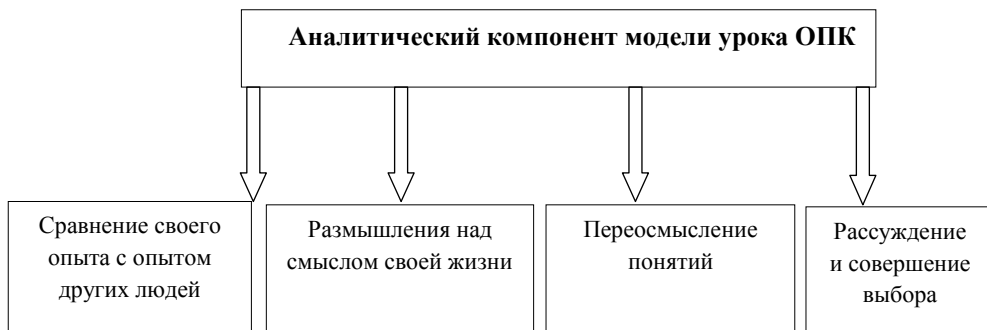 Аналитический компонент модели урока ОПК
Сравнение своего
опыта с опытом
других людей
Размышления над
смыслом своей жизни
Переосмысление
понятий
Рассуждение
и совершение
выбора